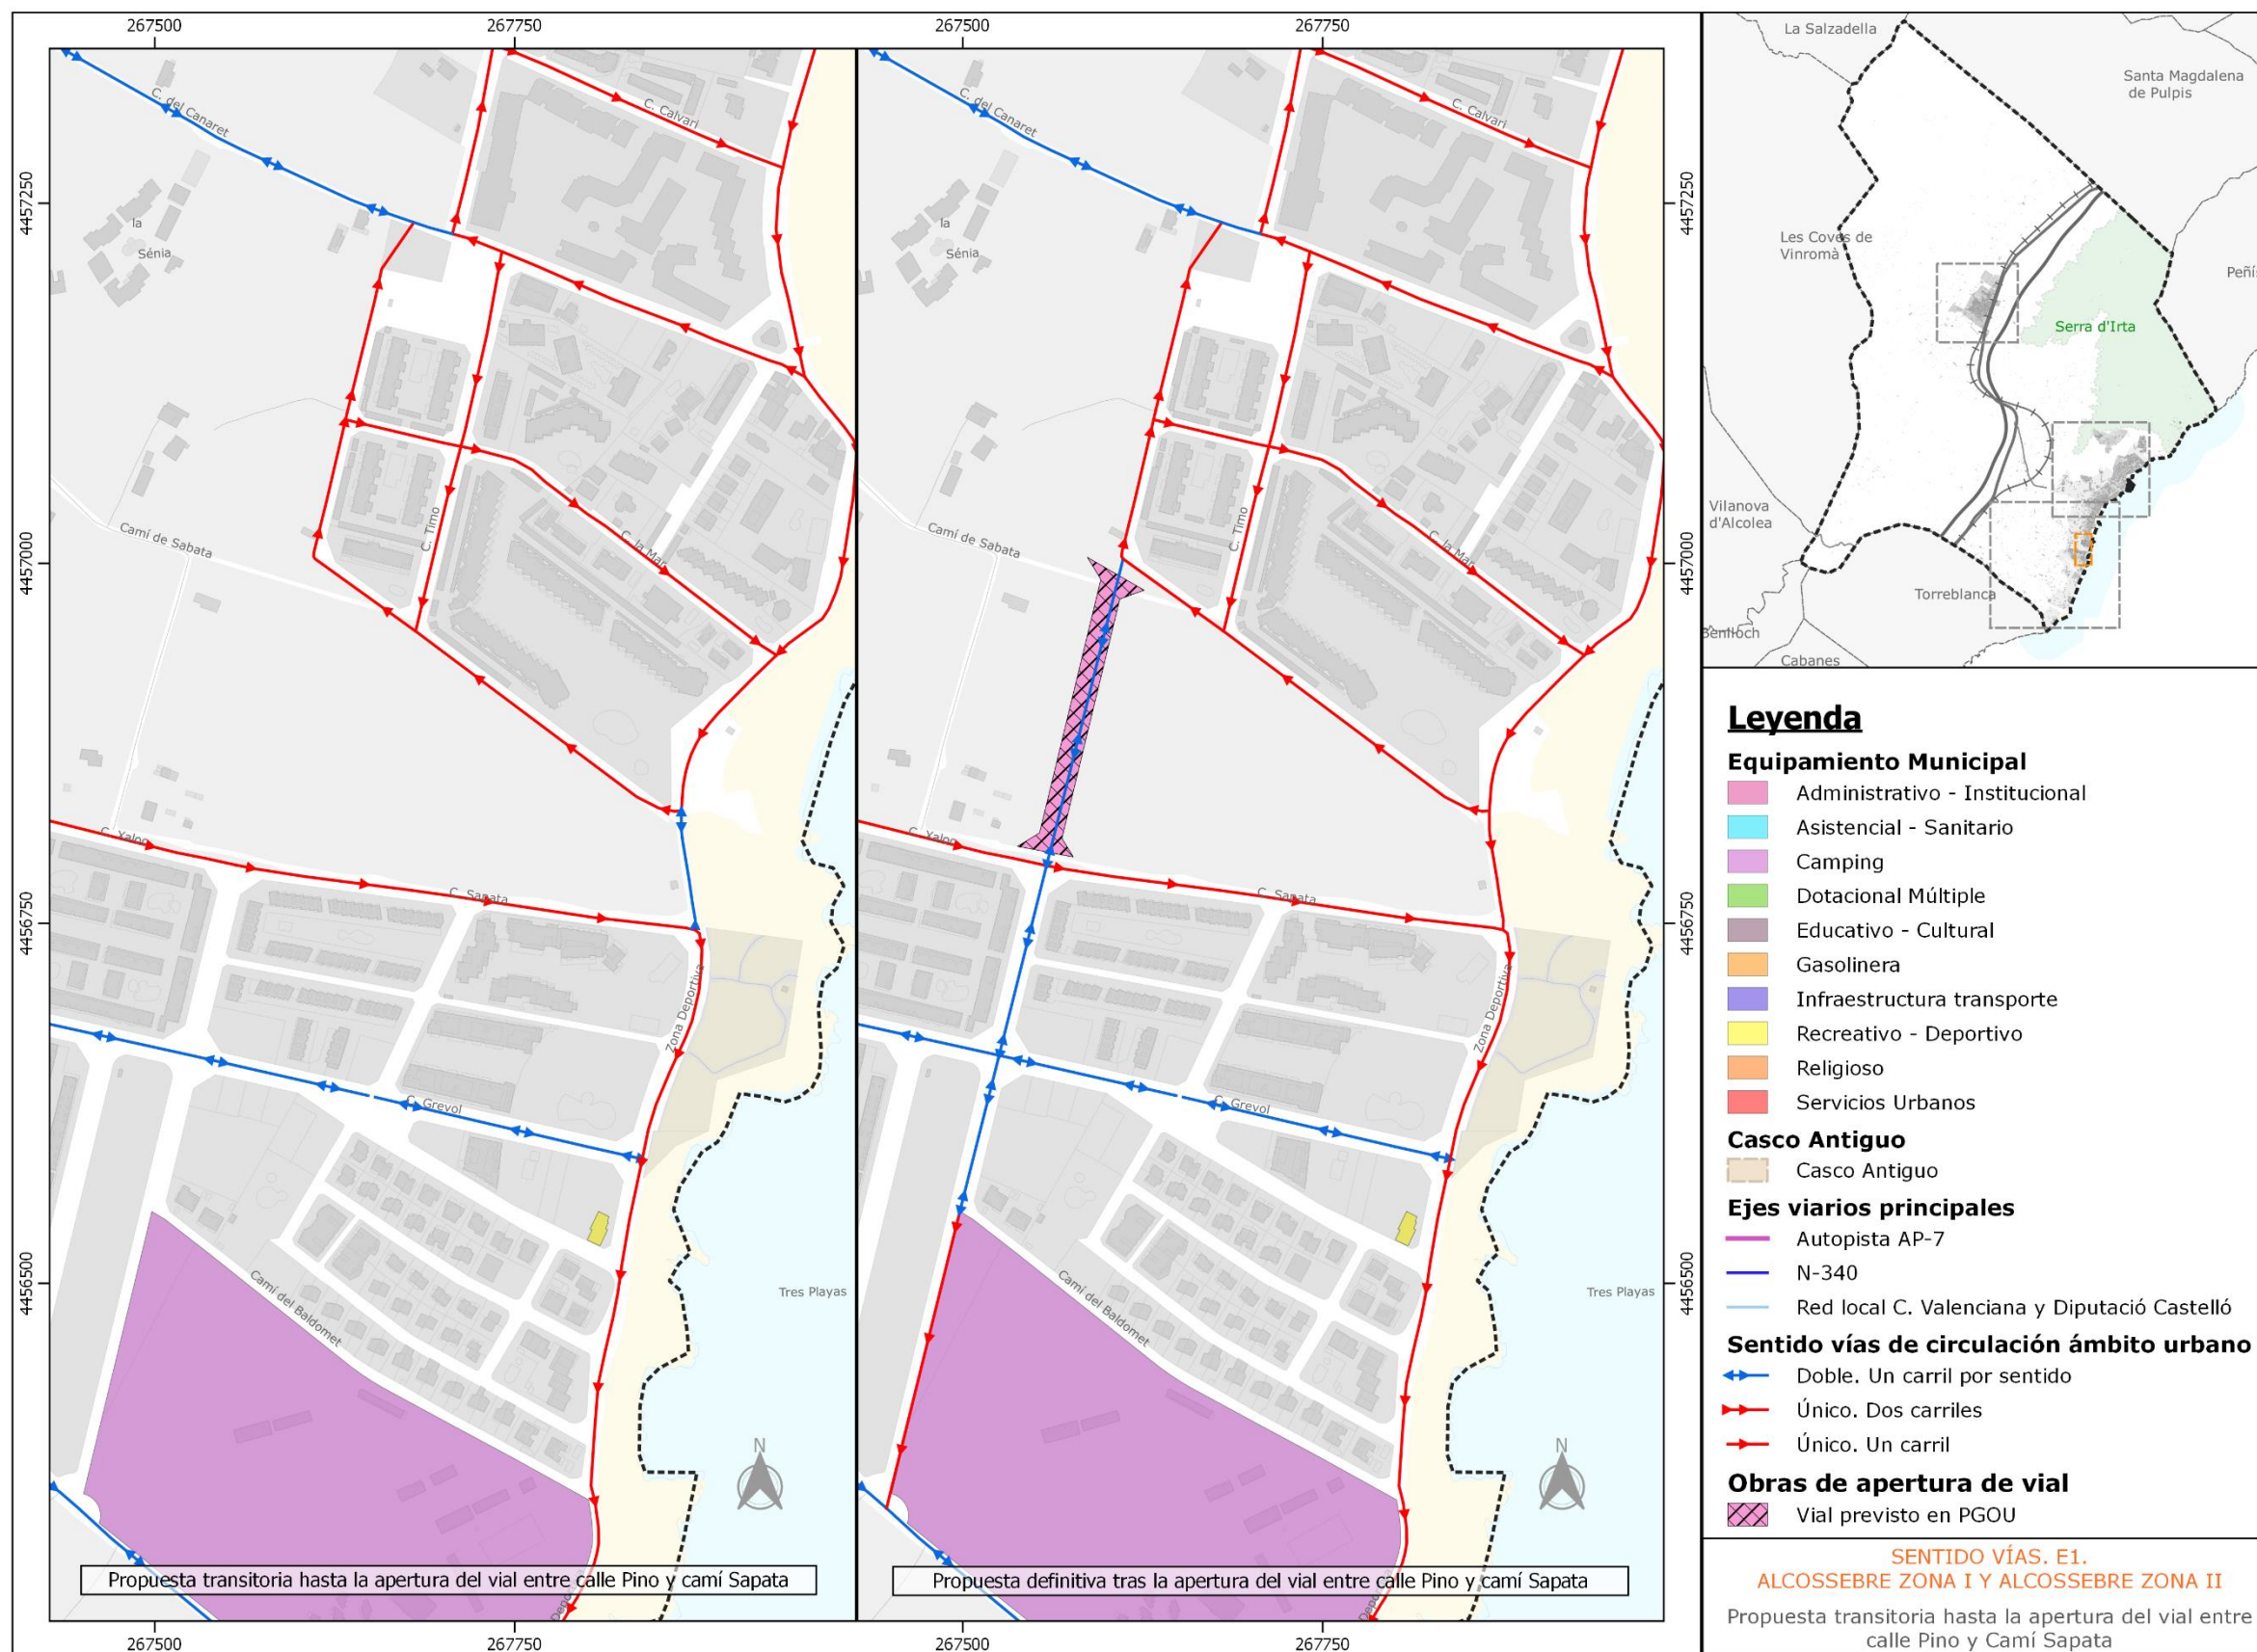 267500
267750
267500
267750
4457250
4457000
4456750
4456500
C. del Canaret
C. Calvari
la
Sénia
Camí de Sabata
C. Timo
C. la Mar
C. Xaloc
C. Sapata
Zona Deportiva
C. Grevol
Camí del Baldomet
Tres Playas
N
Propuesta transitoria hasta la apertura del vial entre calle Pino y camí Sapata
C. del Canaret
C. Calvari
la
Sénia
Camí de Sabata
C. Timo
C. la Mar
C. Xaloc
C. Sapata
Zona Deportiva
C. Grevol
Camí del Baldomet
Tres Playas
N
Propuesta definitiva tras la apertura del vial entre calle Pino y camí Sapata
4457250
4457000
4456750
4456500
267500
267750
267500
267750
La Salzadella
Santa Magdalena
de Pulpis
Les Coves de
Vinromà
Peñís
Serra d'Irta
Vilanova
d'Alcolea
Torreblanca
Benlloch
Cabanes
Leyenda
Equipamiento Municipal
Administrativo - Institucional
Asistencial - Sanitario
Camping
Dotacional Múltiple
Educativo - Cultural
Gasolinera
Infraestructura transporte
Recreativo - Deportivo
Religioso
Servicios Urbanos
Casco Antiguo
Casco Antiguo
Ejes viarios principales
Autopista AP-7
N-340
Red local C. Valenciana y Diputació Castelló
Sentido vías de circulación ámbito urbano
Doble. Un carril por sentido
Único. Dos carriles
Único. Un carril
Obras de apertura de vial
Vial previsto en PGOU
SENTIDO VÍAS. E1.
ALCOSSEBRE ZONA I Y ALCOSSEBRE ZONA II
Propuesta transitoria hasta la apertura del vial entre
calle Pino y Camí Sapata